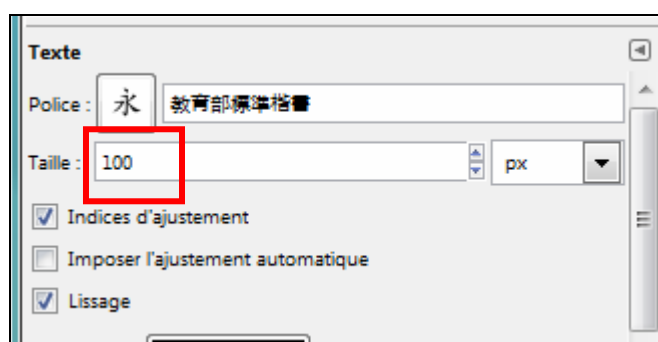 Texte
Police : 永 教育部標準楷書
Taille : 100 px
Indices d'ajustement
Imposer l'ajustement automatique
Lissage